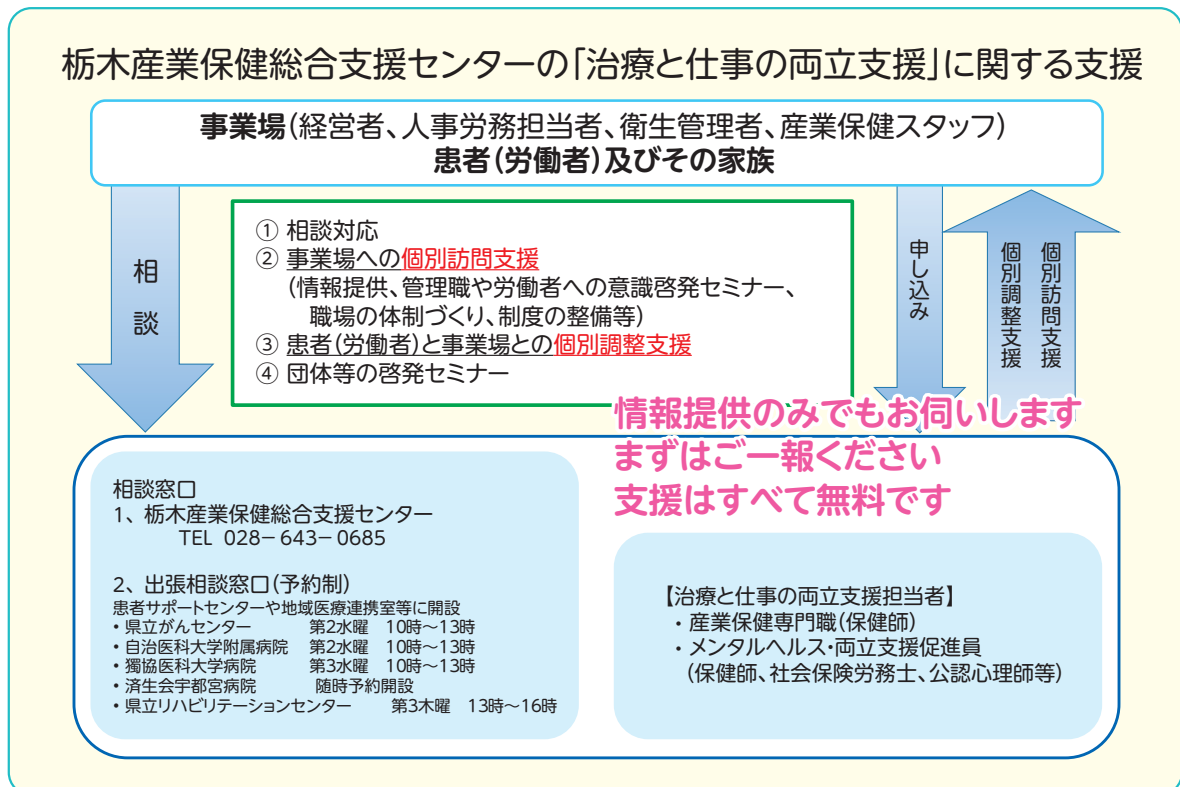 栃木産業保健総合支援センターの「治療と仕事の両立支援」に関する支援
事業場(経営者、人事労務担当者、衛生管理者、産業保健スタッフ)
患者(労働者)及びその家族
相談
① 相談対応
② 事業場への個別訪問支援
(情報提供、管理職や労働者への意識啓発セミナー、
職場の体制づくり、制度の整備等)
③ 患者(労働者)と事業場との個別調整支援
④ 団体等の啓発セミナー
申し込み
個別訪問支援
個別調整支援
情報提供のみでもお伺いします
まずはご一報ください
支援はすべて無料です
相談窓口
1、栃木産業保健総合支援センター
TEL 028−643−0685
2、出張相談窓口(予約制)
患者サポートセンターや地域医療連携室等に開設
• 県立がんセンター 第2水曜 10時～13時
• 自治医科大学附属病院 第2水曜 10時～13時
• 獨協医科大学病院 第3水曜 10時～13時
• 済生会宇都宮病院 随時予約開設
• 県立リハビリテーションセンター 第3木曜 13時～16時
【治療と仕事の両立支援担当者】
・産業保健専門職(保健師)
・メンタルヘルス・両立支援促進員
(保健師、社会保険労務士、公認心理師等)